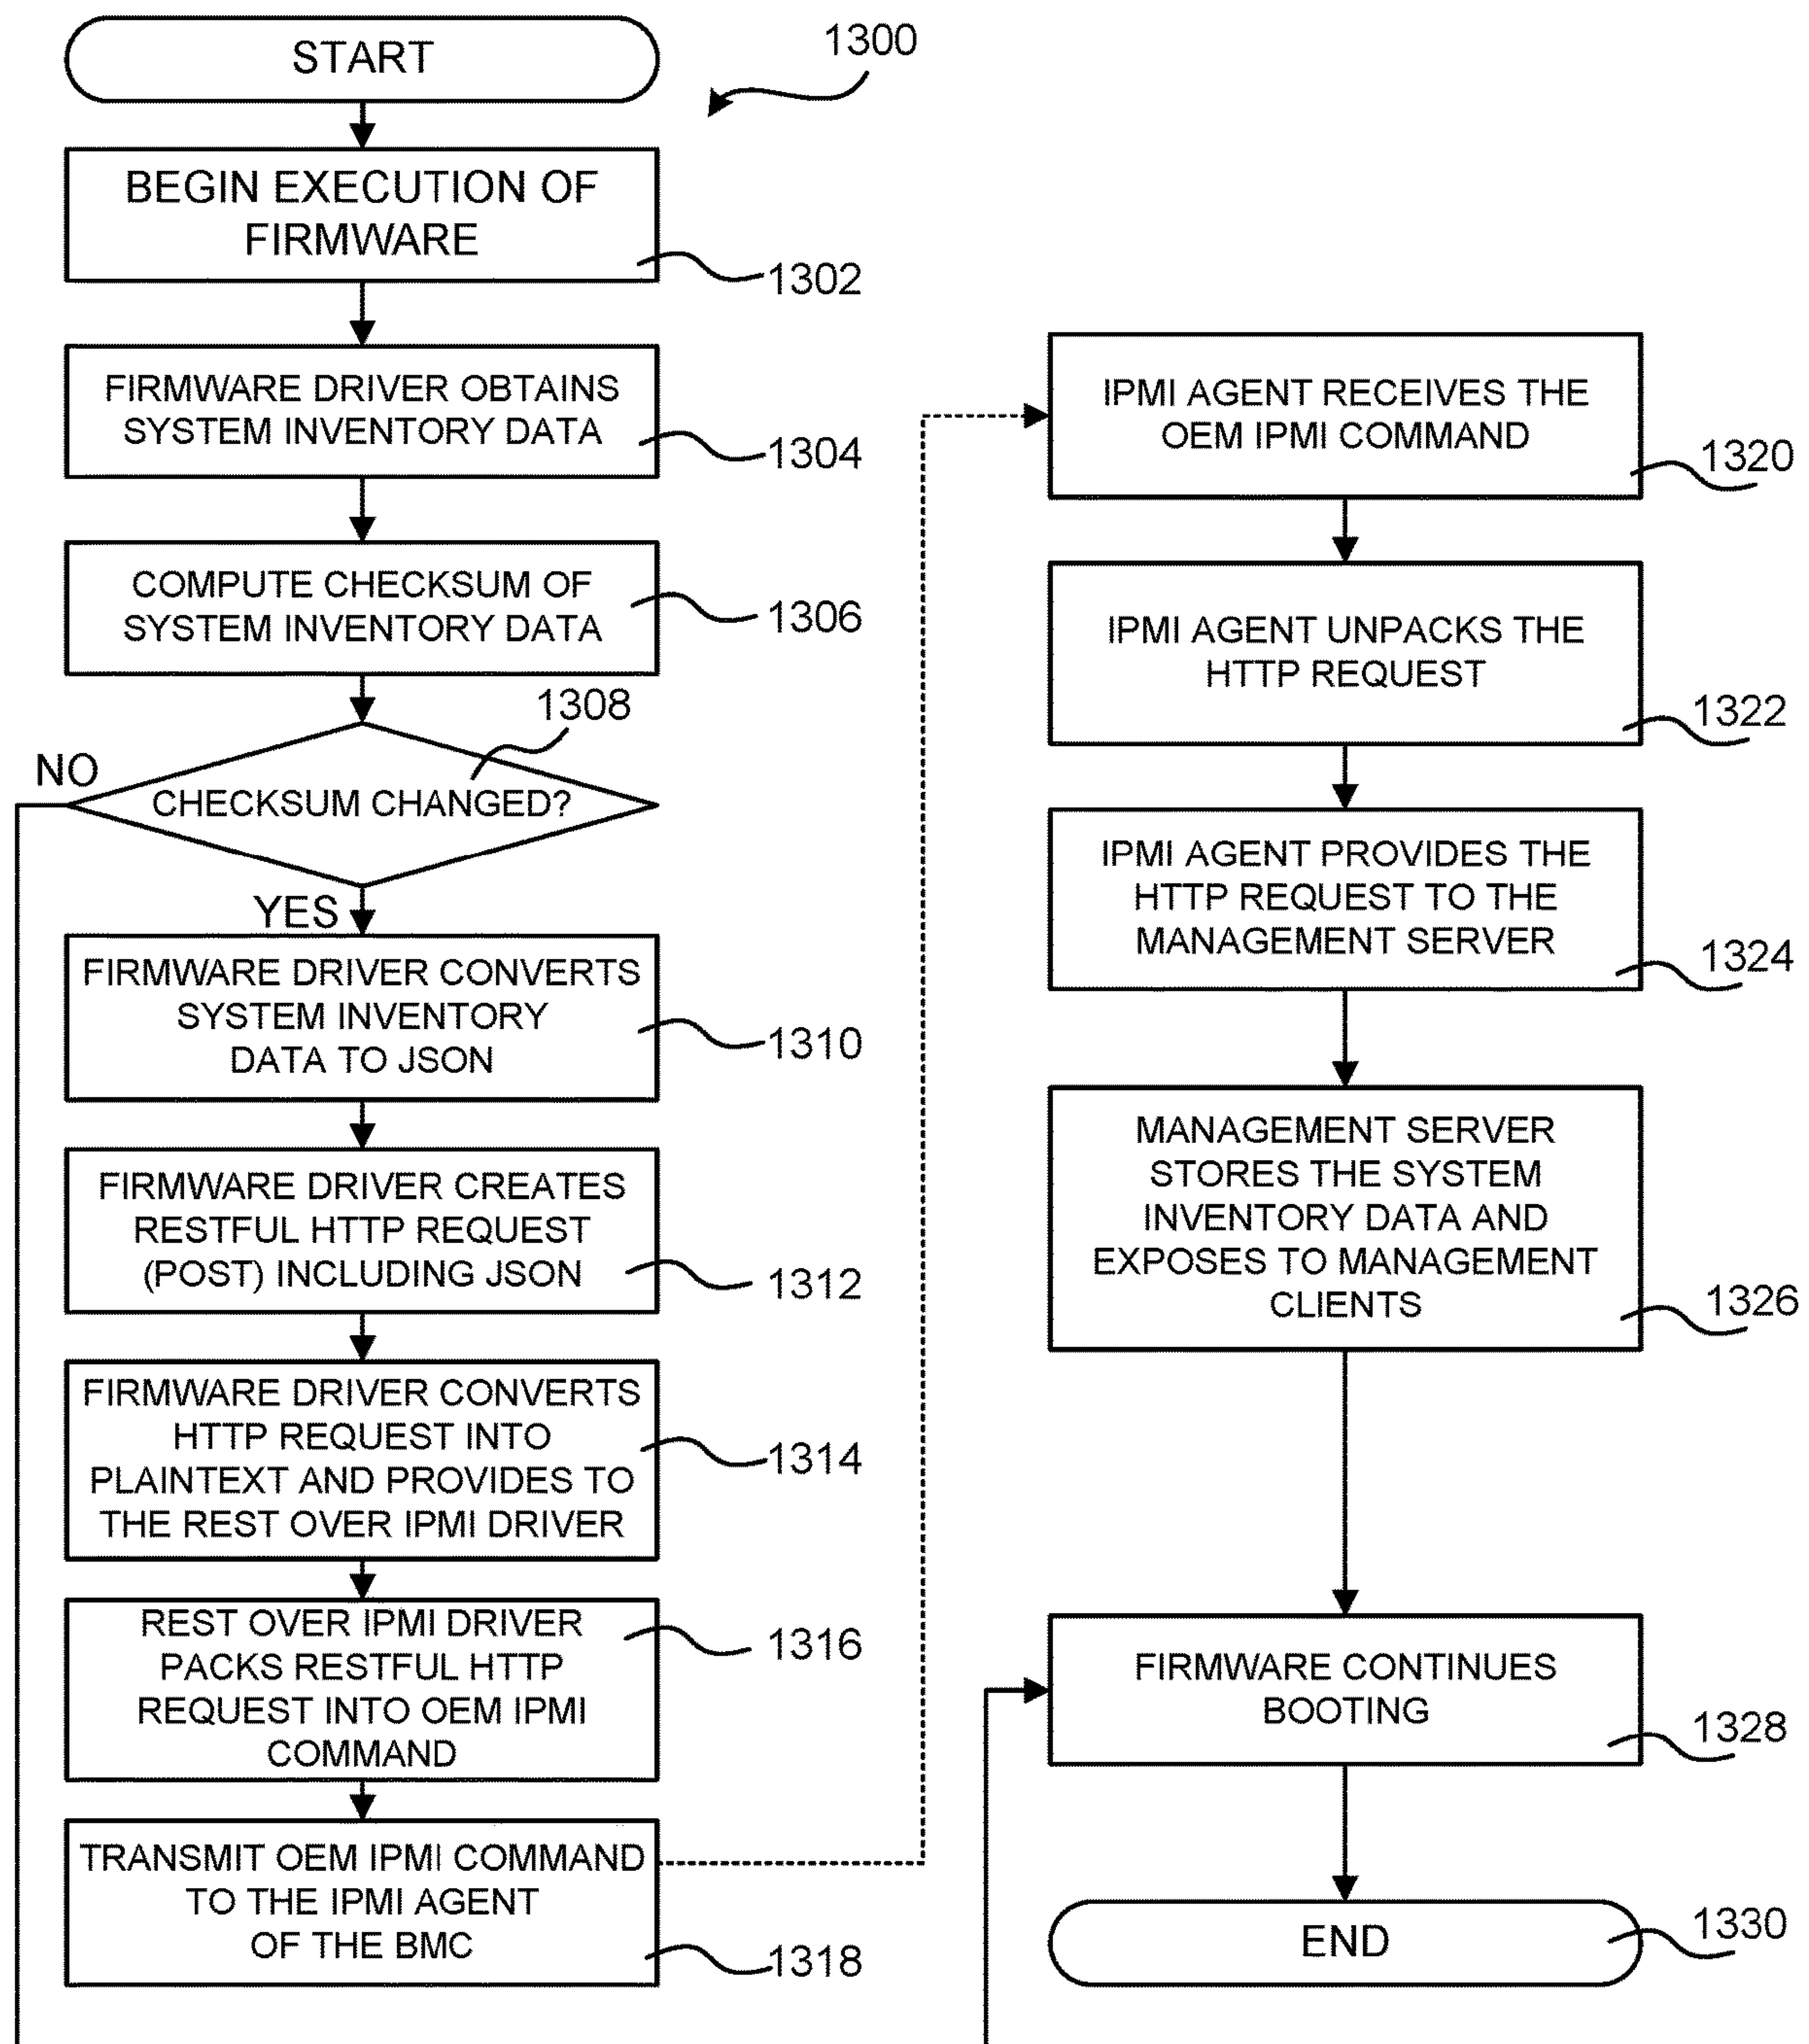 START
1300
BEGIN EXECUTION OF
FIRMWARE
1302
FIRMWARE DRIVER OBTAINS
SYSTEM INVENTORY DATA
1304
COMPUTE CHECKSUM OF
SYSTEM INVENTORY DATA
1306
1308
NO
CHECKSUM CHANGED?
YES
FIRMWARE DRIVER CONVERTS
SYSTEM INVENTORY
DATA TO JSON
1310
FIRMWARE DRIVER CREATES
RESTFUL HTTP REQUEST
(POST) INCLUDING JSON
1312
FIRMWARE DRIVER CONVERTS
HTTP REQUEST INTO
PLAINTEXT AND PROVIDES TO
THE REST OVER IPMI DRIVER
1314
REST OVER IPMI DRIVER
PACKS RESTFUL HTTP
REQUEST INTO OEM IPMI
COMMAND
1316
TRANSMIT OEM IPMI COMMAND
TO THE IPMI AGENT
OF THE BMC
1318
IPMI AGENT RECEIVES THE
OEM IPMI COMMAND
1320
IPMI AGENT UNPACKS THE
HTTP REQUEST
1322
IPMI AGENT PROVIDES THE
HTTP REQUEST TO THE
MANAGEMENT SERVER
1324
MANAGEMENT SERVER
STORES THE SYSTEM
INVENTORY DATA AND
EXPOSES TO MANAGEMENT
CLIENTS
1326
FIRMWARE CONTINUES
BOOTING
1328
END
1330